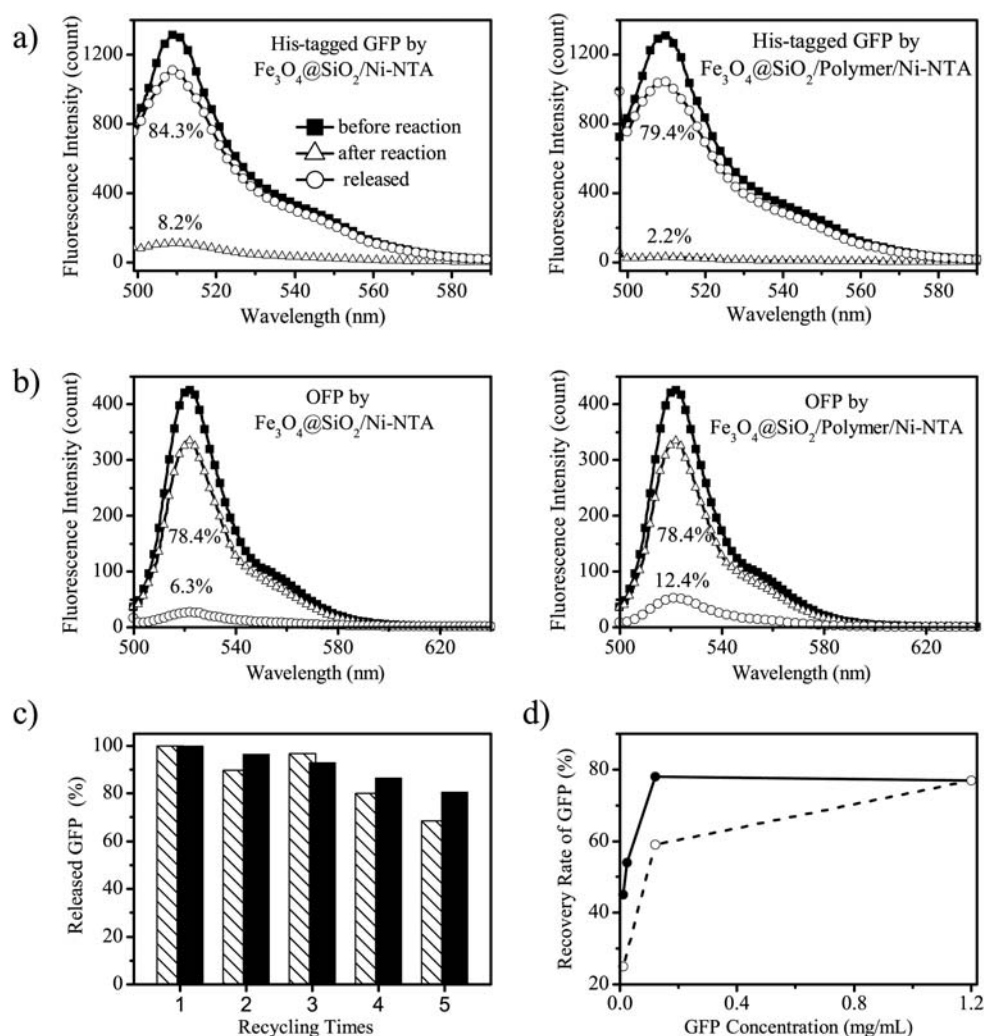 a)
1200
800
400
0
Fluorescence Intensity (count)
His-tagged GFP by
Fe3O4@SiO2/Ni-NTA
before reaction
after reaction
released
84.3%
8.2%
500 520 540 560 580
Wavelength (nm)
1200
800
400
0
Fluorescence Intensity (count)
His-tagged GFP by
Fe3O4@SiO2/Polymer/Ni-NTA
79.4%
2.2%
500 520 540 560 580
Wavelength (nm)
b)
400
300
200
100
0
Fluorescence Intensity (count)
OFP by
Fe3O4@SiO2/Ni-NTA
78.4%
6.3%
500 540 580 620
Wavelength (nm)
400
300
200
100
0
Fluorescence Intensity (count)
OFP by
Fe3O4@SiO2/Polymer/Ni-NTA
78.4%
12.4%
500 540 580 620
Wavelength (nm)
c)
100
80
60
40
20
0
Released GFP (%)
1 2 3 4 5
Recycling Times
d)
80
60
40
20
Recovery Rate of GFP (%)
0.0 0.4 0.8 1.2
GFP Concentration (mg/mL)